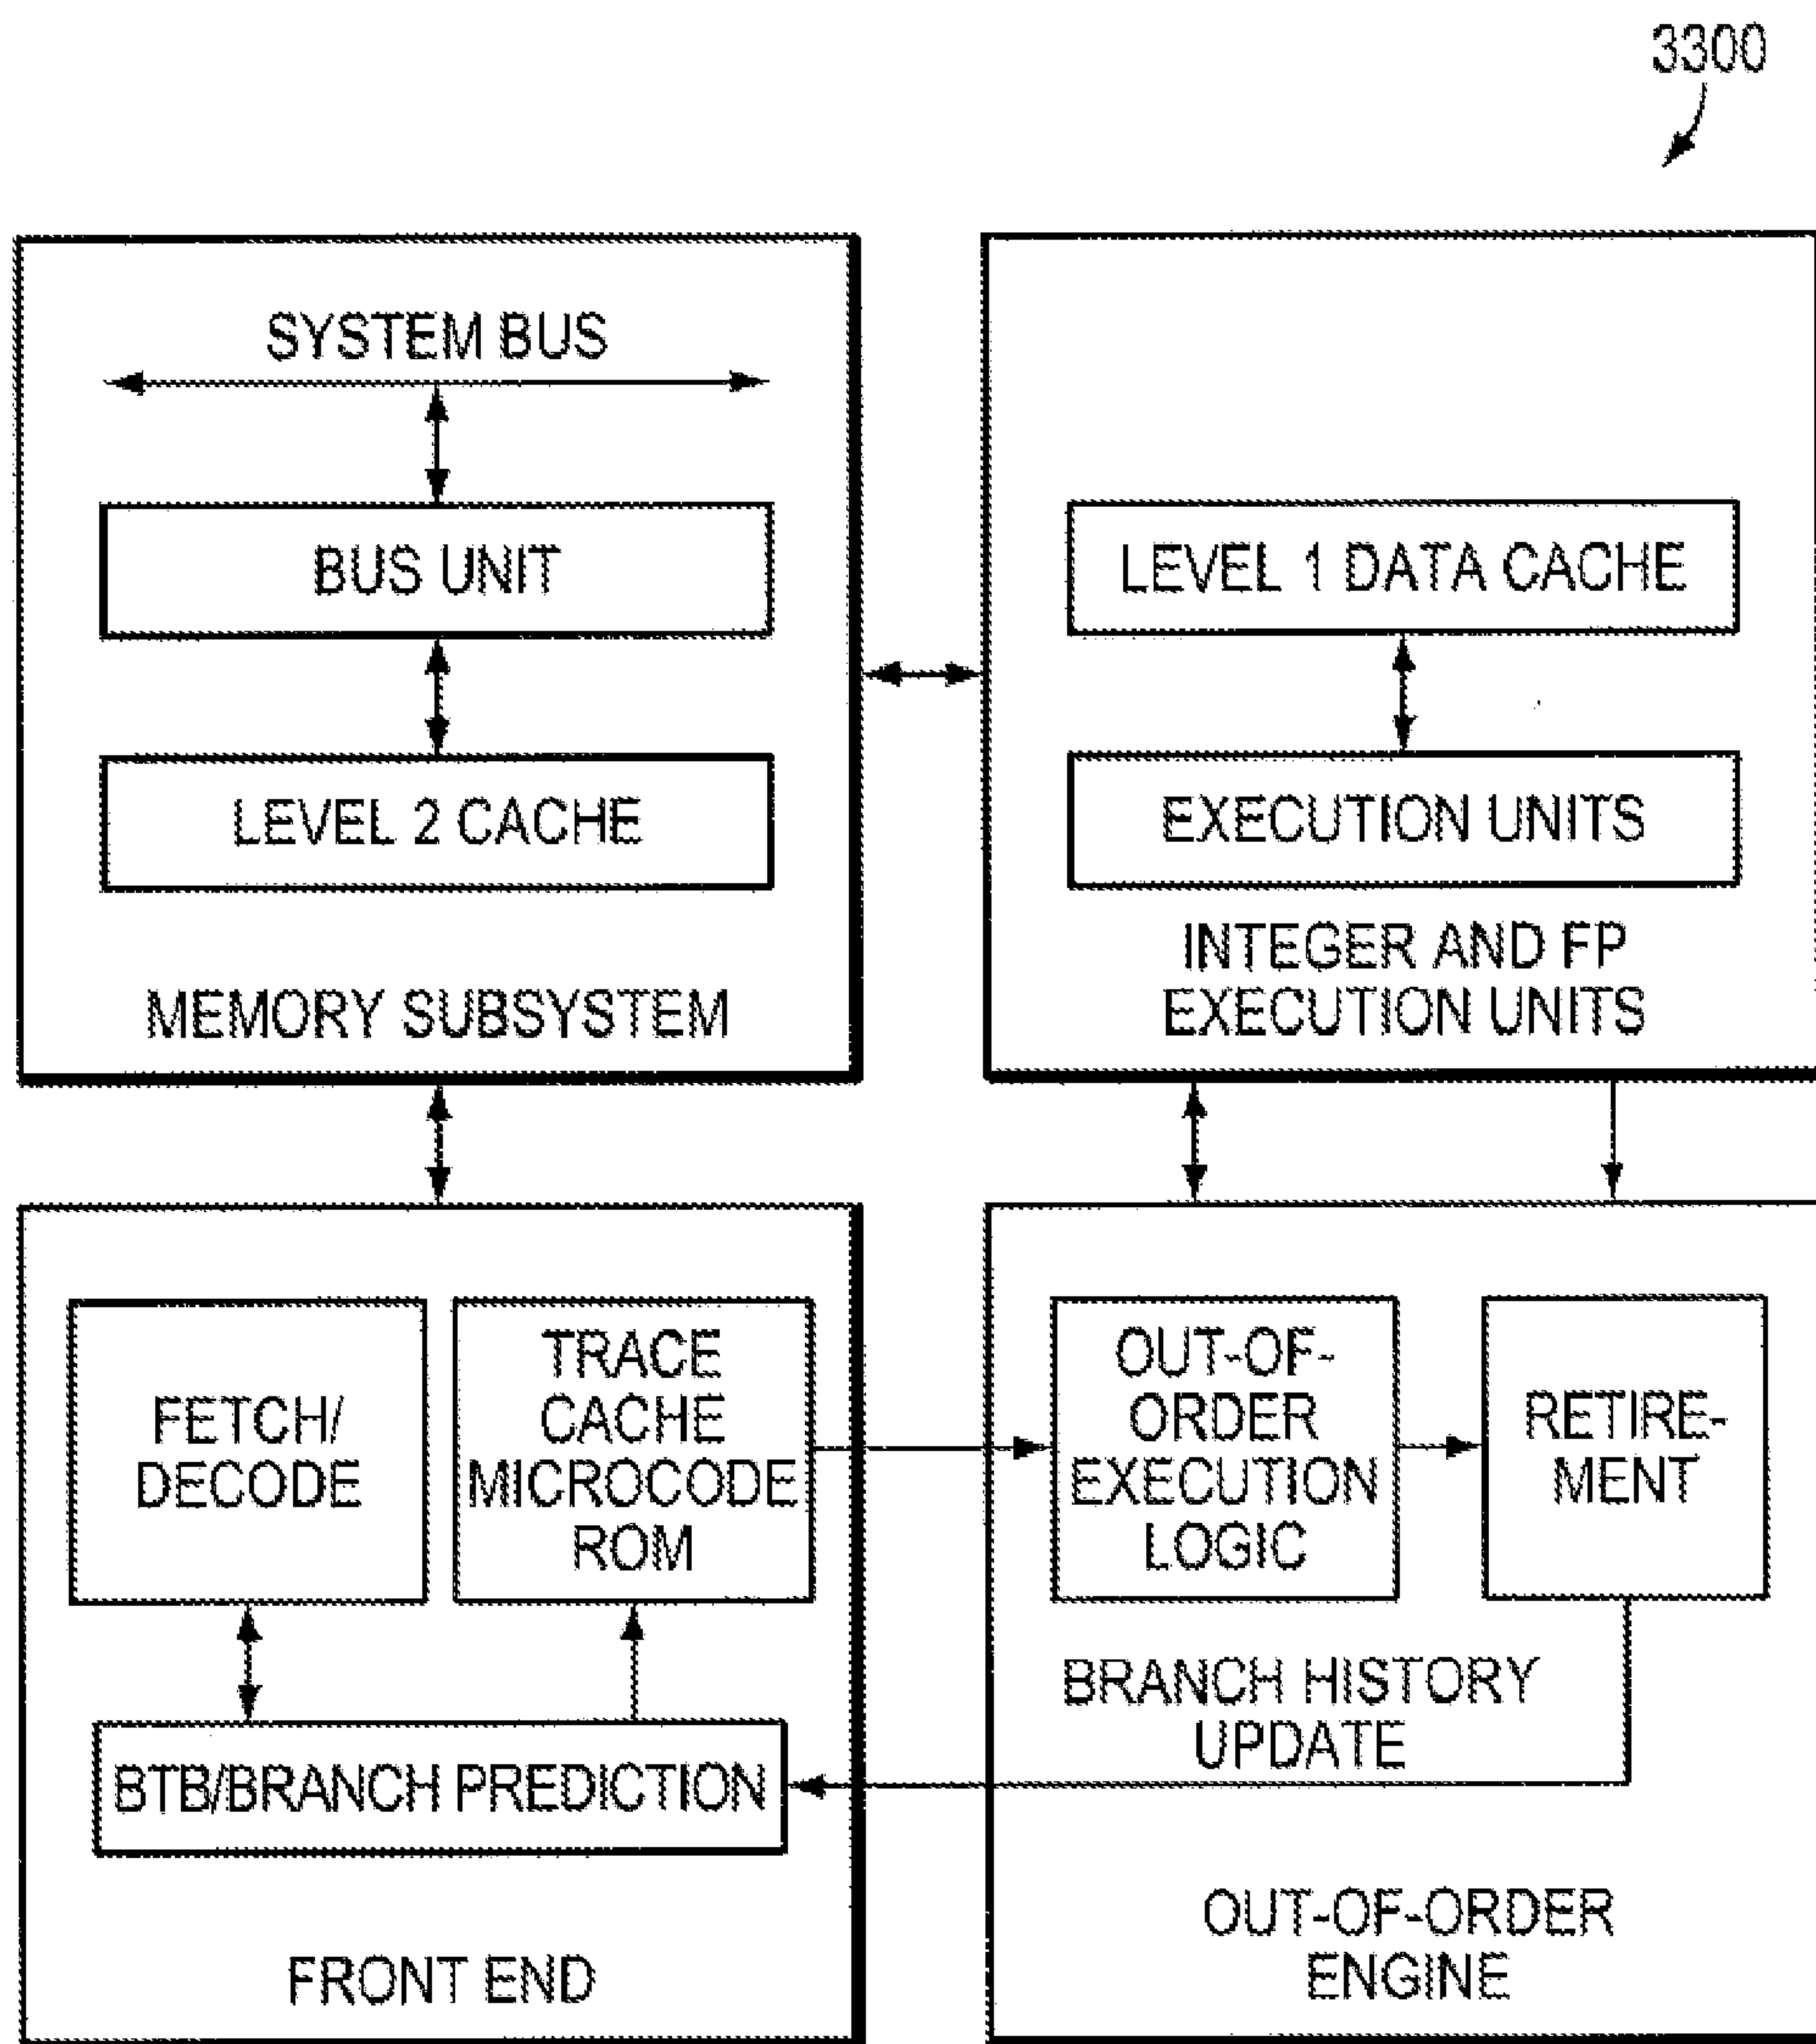 3300
SYSTEM BUS
BUS UNIT
LEVEL 2 CACHE
MEMORY SUBSYSTEM
LEVEL 1 DATA CACHE
EXECUTION UNITS
INTEGER AND FP
EXECUTION UNITS
FETCH/
DECODE
TRACE
CACHE
MICROCODE
ROM
BTB/BRANCH PREDICTION
FRONT END
OUT-OF-
ORDER
EXECUTION
LOGIC
RETIRE-
MENT
BRANCH HISTORY
UPDATE
OUT-OF-ORDER
ENGINE